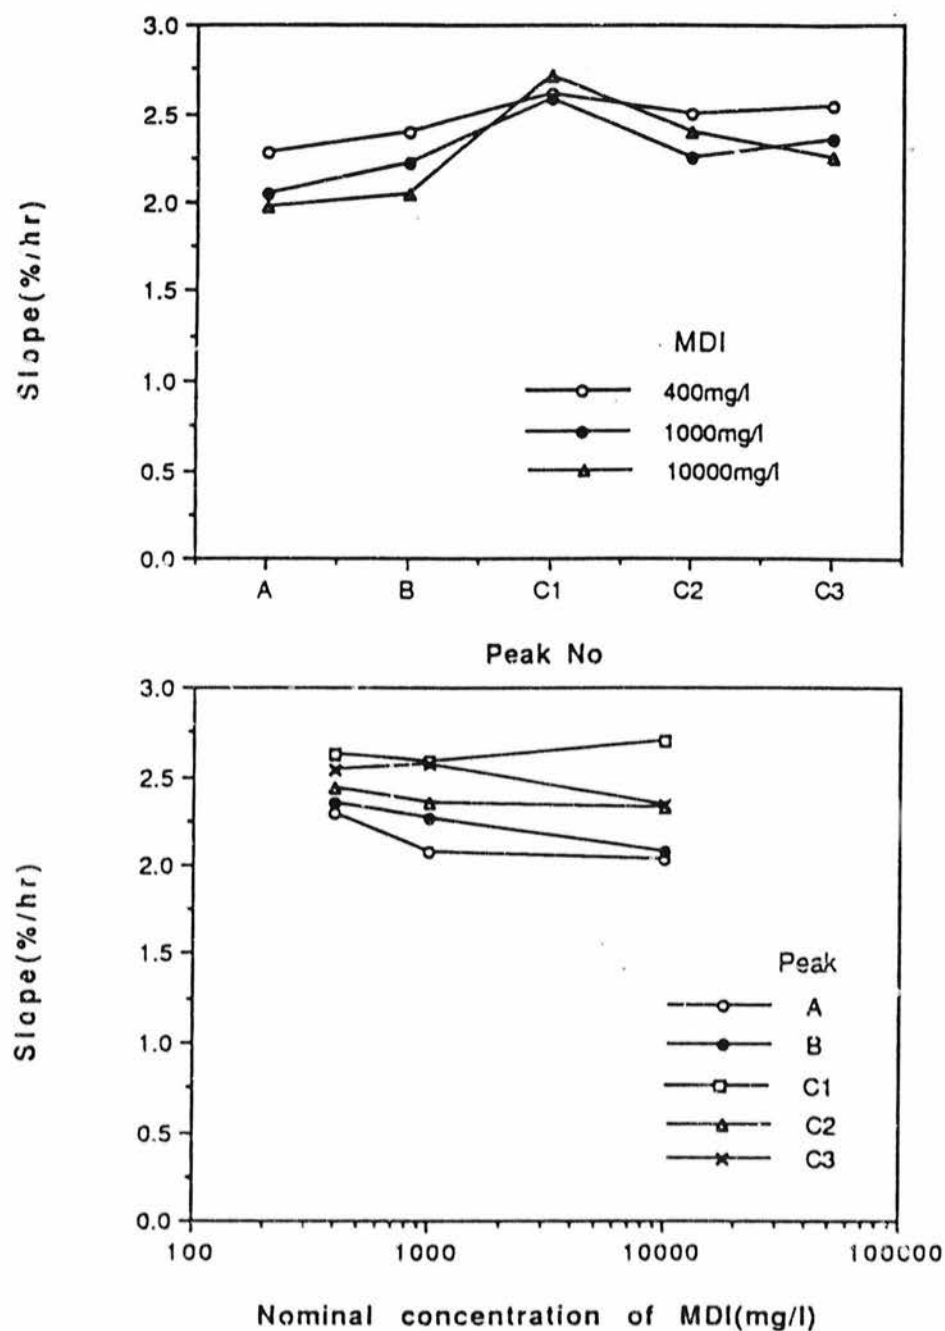 3.0
2.5
2.0
1.5
1.0
0.5
0.0
Slope(%/hr)
MDI
400mg/l
1000mg/l
10000mg/l
A B C1 C2 C3
Peak No
3.0
2.5
2.0
1.5
1.0
0.5
0.0
Slope(%/hr)
Peak
A
B
C1
C2
C3
100 1000 10000 100000
Nominal concentration of MDI(mg/l)